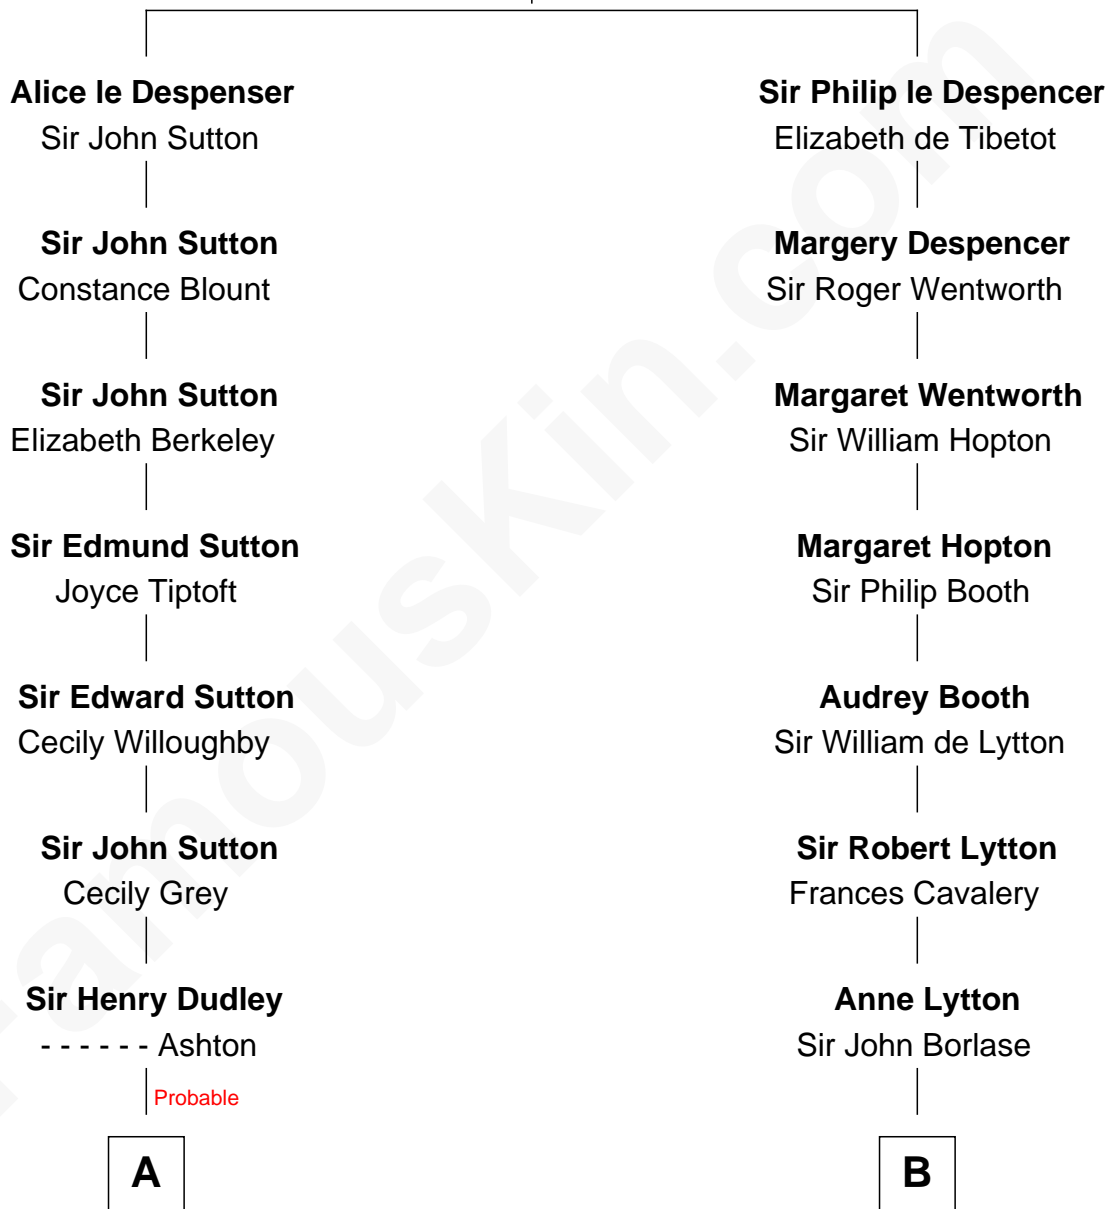 Alice le Despenser
Sir John Sutton
Sir Philip le Despencer
Elizabeth de Tibetot
Sir John Sutton
Constance Blount
Margery Despencer
Sir Roger Wentworth
Sir John Sutton
Elizabeth Berkeley
Margaret Wentworth
Sir William Hopton
Sir Edmund Sutton
Joyce Tiptoft
Margaret Hopton
Sir Philip Booth
Sir Edward Sutton
Cecily Willoughby
Audrey Booth
Sir William de Lytton
Sir John Sutton
Cecily Grey
Sir Robert Lytton
Frances Cavalery
Sir Henry Dudley
- - - - - - Ashton
Anne Lytton
Sir John Borlase
Probable
A
B
FamousKin.com